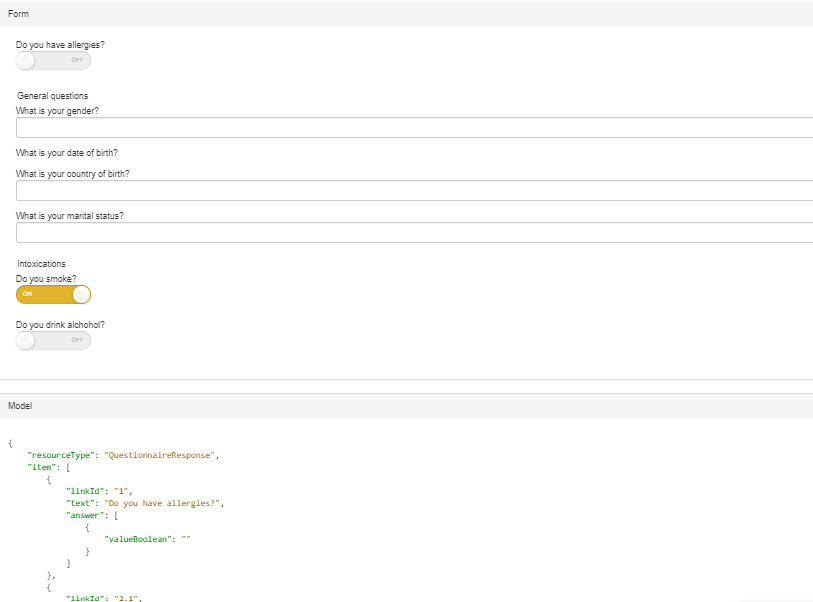 Form
Do you have allergies?
OFF
General questions
What is your gender?
What is your date of birth?
What is your country of birth?
What is your marital status?
Intoxications
Do you smoke?
ON
Do you drink alchohol?
OFF
Model
{
"resourceType": "QuestionnaireResponse",
"item": [
{
"linkId": "1",
"text": "Do you have allergies?",
"answer": [
{
"valueBoolean": ""
}
]
},
{
"linkId": "2.1",